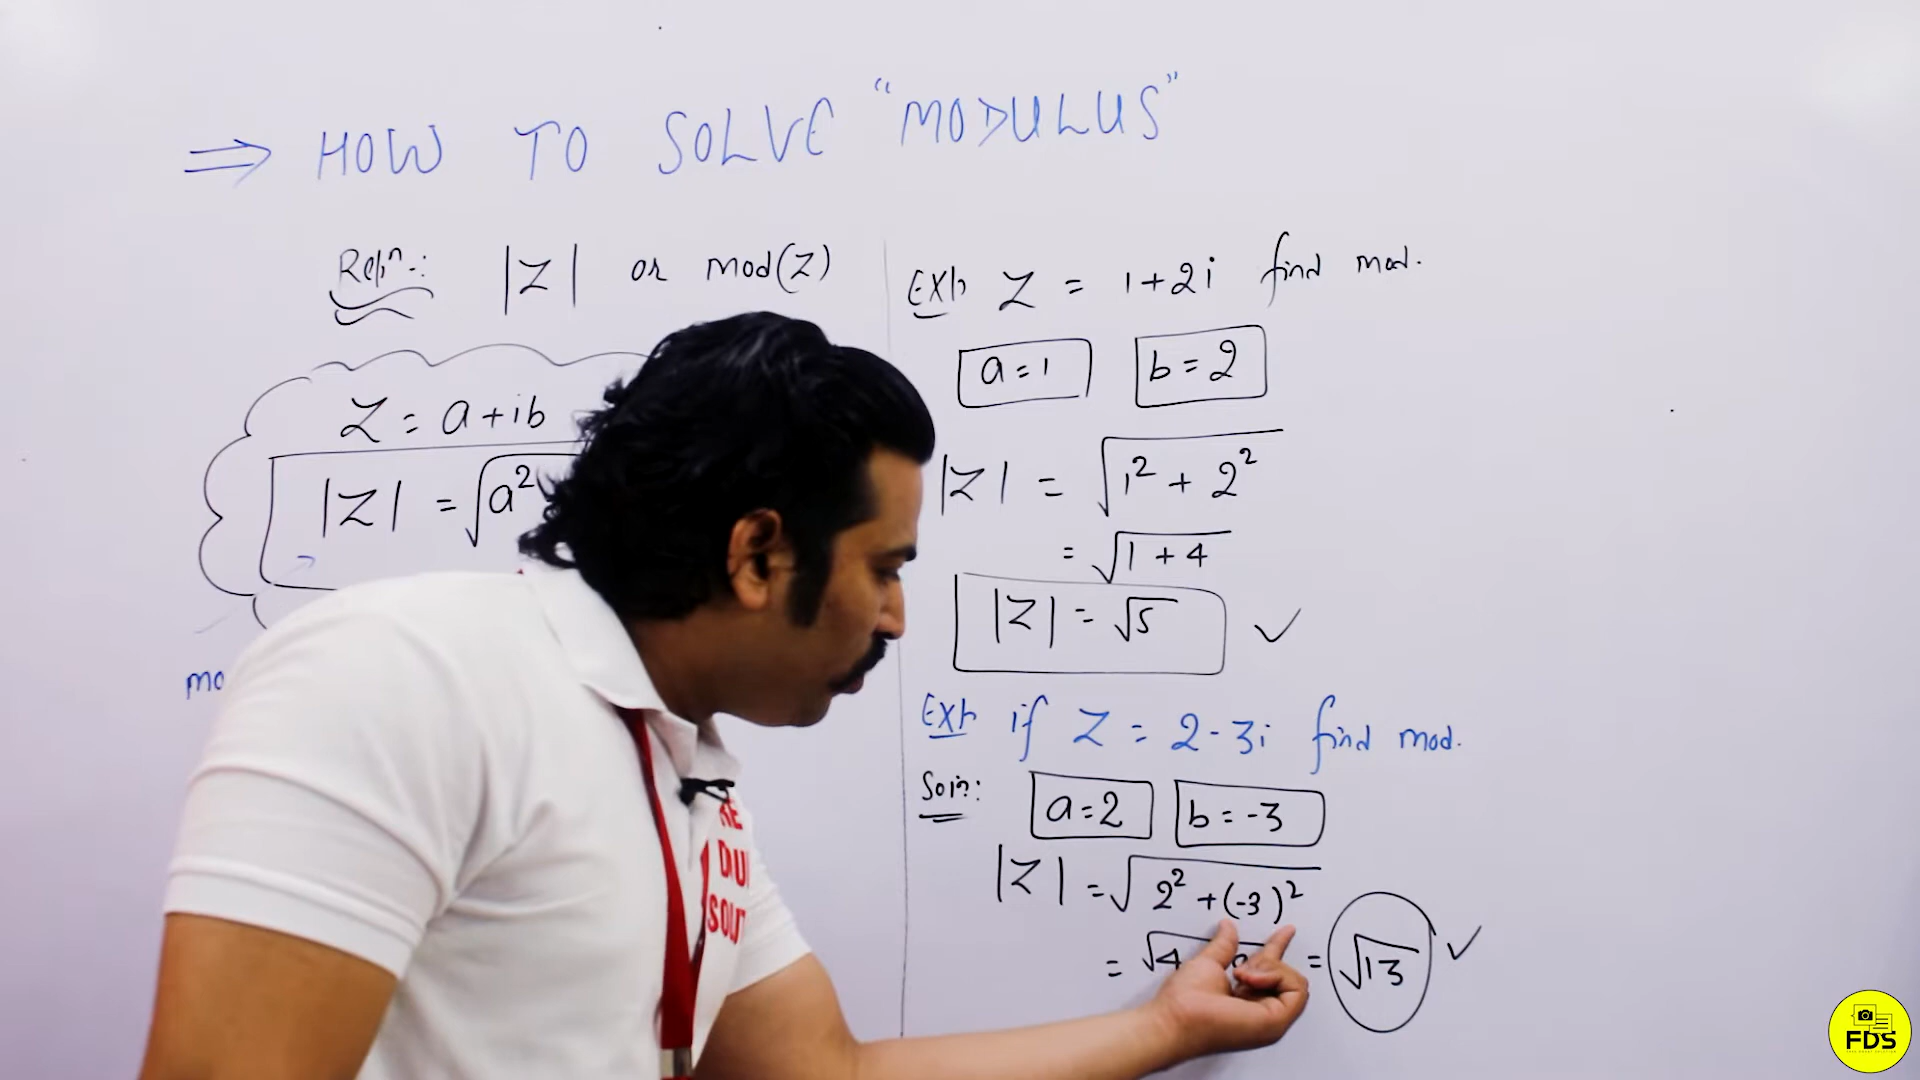 ⇒ HOW TO SOLVE "MODULUS"
Repn.: |Z| or mod(Z)
Z = a+ib
|Z| = √a²
mo
Ex: Z = 1+2i find mod.
a=1 b=2
|Z| = √1² + 2²
= √1 + 4
|Z| = √5 ✓
Ex: if Z = 2-3i find mod.
Soln: a=2 b=-3
|Z| = √2² + (-3)²
= √4 = √13 ✓
FDS